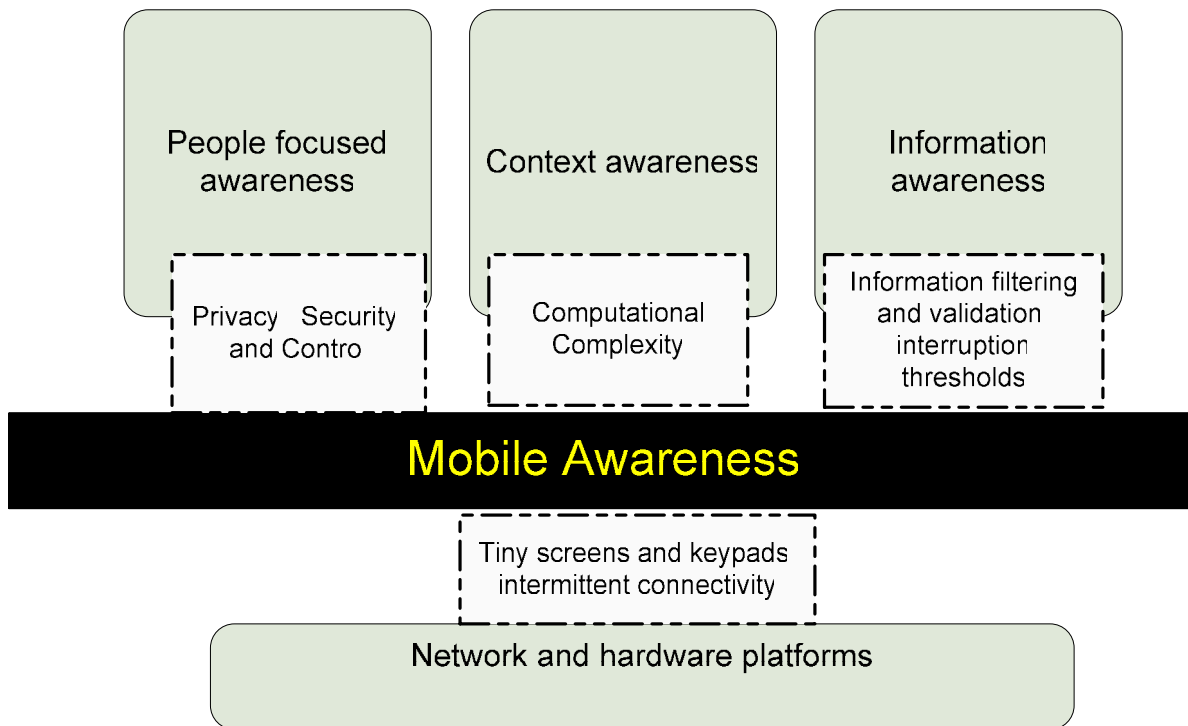 People focused
awareness
Context awareness
Information
awareness
Privacy Security
and Contro
Computational
Complexity
Information filtering
and validation
interruption
thresholds
Mobile Awareness
Tiny screens and keypads
intermittent connectivity
Network and hardware platforms